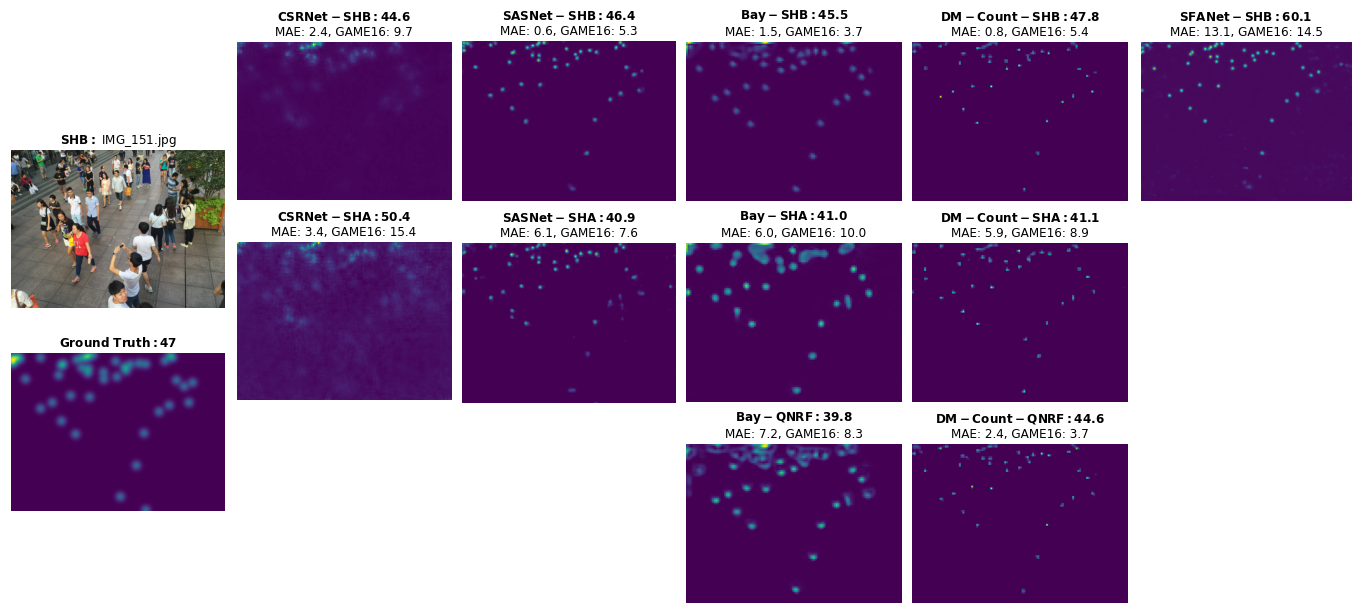 CSRNet − SHB: 44.6
MAE: 2.4, GAME16: 9.7
SASNet − SHB: 46.4
MAE: 0.6, GAME16: 5.3
Bay − SHB: 45.5
MAE: 1.5, GAME16: 3.7
DM − Count − SHB: 47.8
MAE: 0.8, GAME16: 5.4
SFANet − SHB: 60.1
MAE: 13.1, GAME16: 14.5
SHB: IMG_151.jpg
CSRNet − SHA: 50.4
MAE: 3.4, GAME16: 15.4
SASNet − SHA: 40.9
MAE: 6.1, GAME16: 7.6
Bay − SHA: 41.0
MAE: 6.0, GAME16: 10.0
DM − Count − SHA: 41.1
MAE: 5.9, GAME16: 8.9
Ground Truth: 47
Bay − QNRF: 39.8
MAE: 7.2, GAME16: 8.3
DM − Count − QNRF: 44.6
MAE: 2.4, GAME16: 3.7